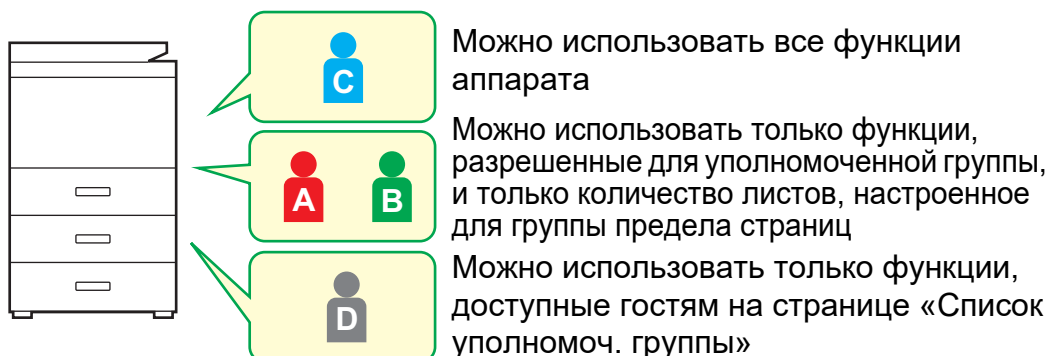 C
Можно использовать все функции
аппарата
A
B
Можно использовать только функции,
разрешенные для уполномоченной группы,
и только количество листов, настроенное
для группы предела страниц
D
Можно использовать только функции,
доступные гостям на странице «Список
уполномоч. группы»